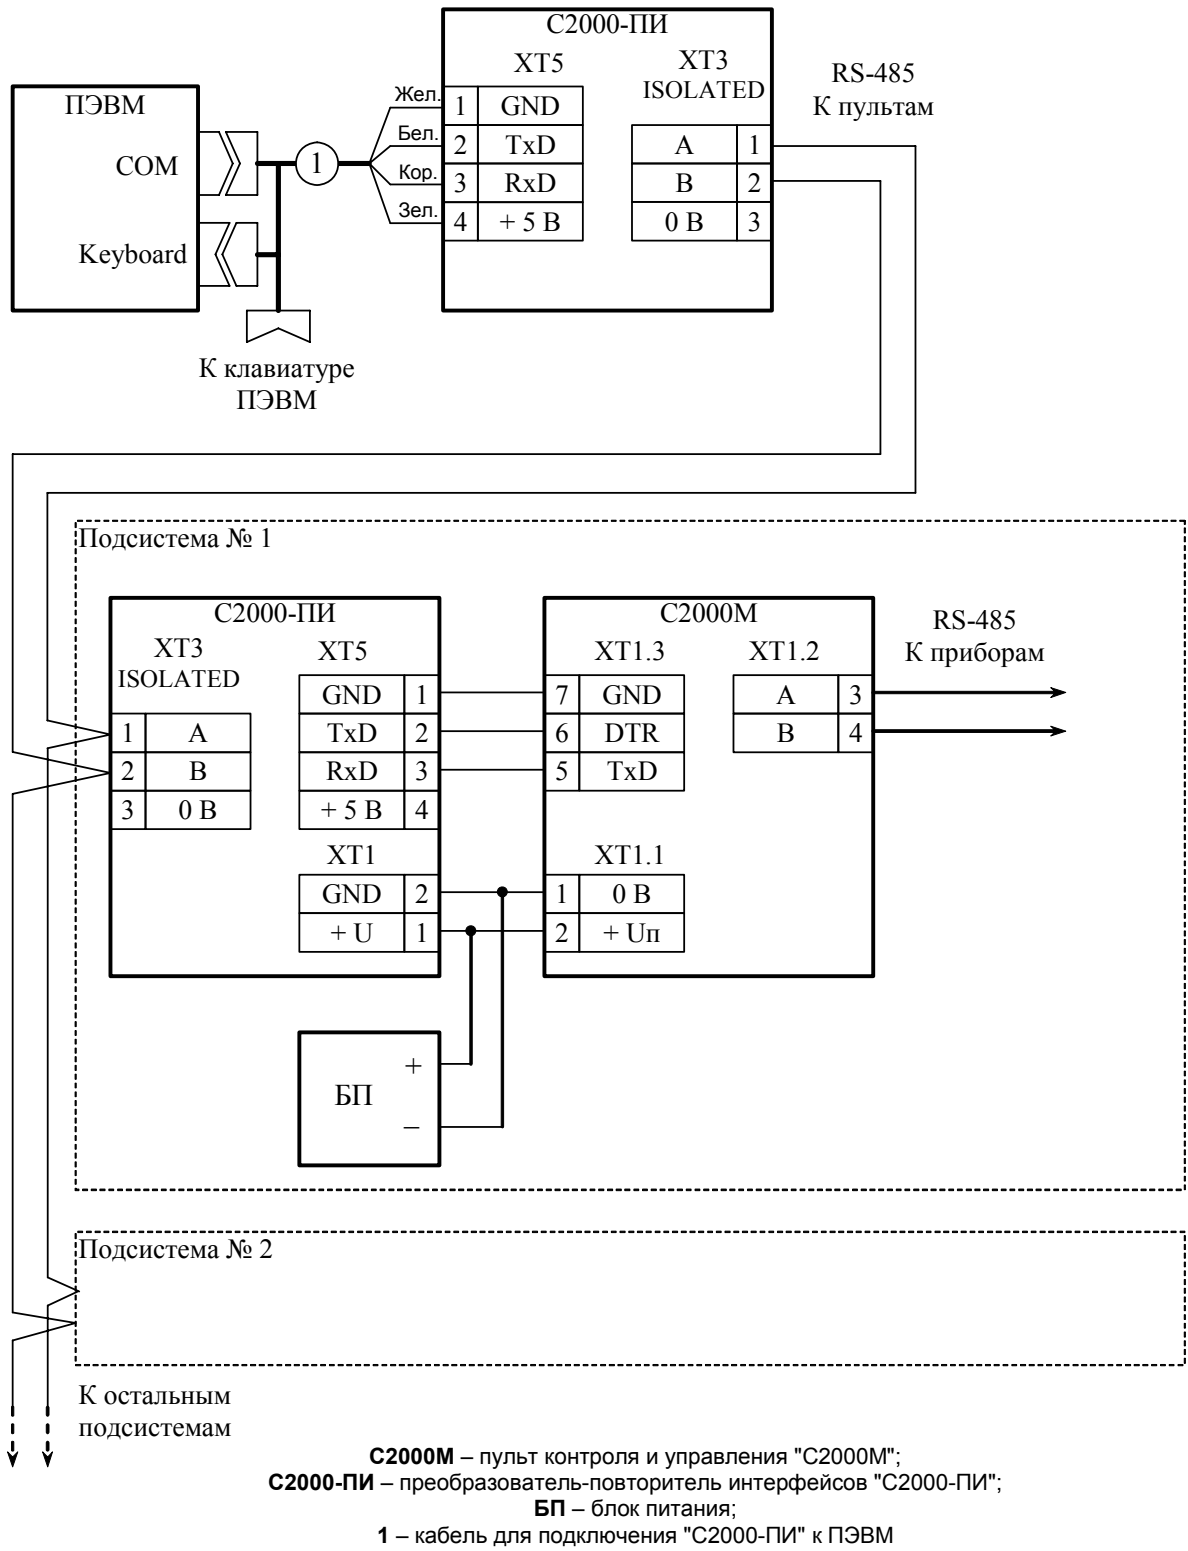 С2000-ПИ
XT5
XT3
ISOLATED
RS-485
К пультам
ПЭВМ
COM
Keyboard
Жел.
Бел.
Кор.
Зел.
1 GND
2 TxD
3 RxD
4 + 5 В
A 1
B 2
0 В 3
1
К клавиатуре
ПЭВМ
Подсистема № 1
С2000-ПИ
XT3
ISOLATED
XT5
1 A
2 B
3 0 В
GND 1
TxD 2
RxD 3
+ 5 В 4
XT1
GND 2
+ U 1
С2000М
XT1.3
XT1.2
7 GND
6 DTR
5 TxD
A 3
B 4
XT1.1
1 0 В
2 + Uп
RS-485
К приборам
БП
+
–
Подсистема № 2
К остальным
подсистемам
С2000М – пульт контроля и управления "С2000М";
С2000-ПИ – преобразователь-повторитель интерфейсов "С2000-ПИ";
БП – блок питания;
1 – кабель для подключения "С2000-ПИ" к ПЭВМ